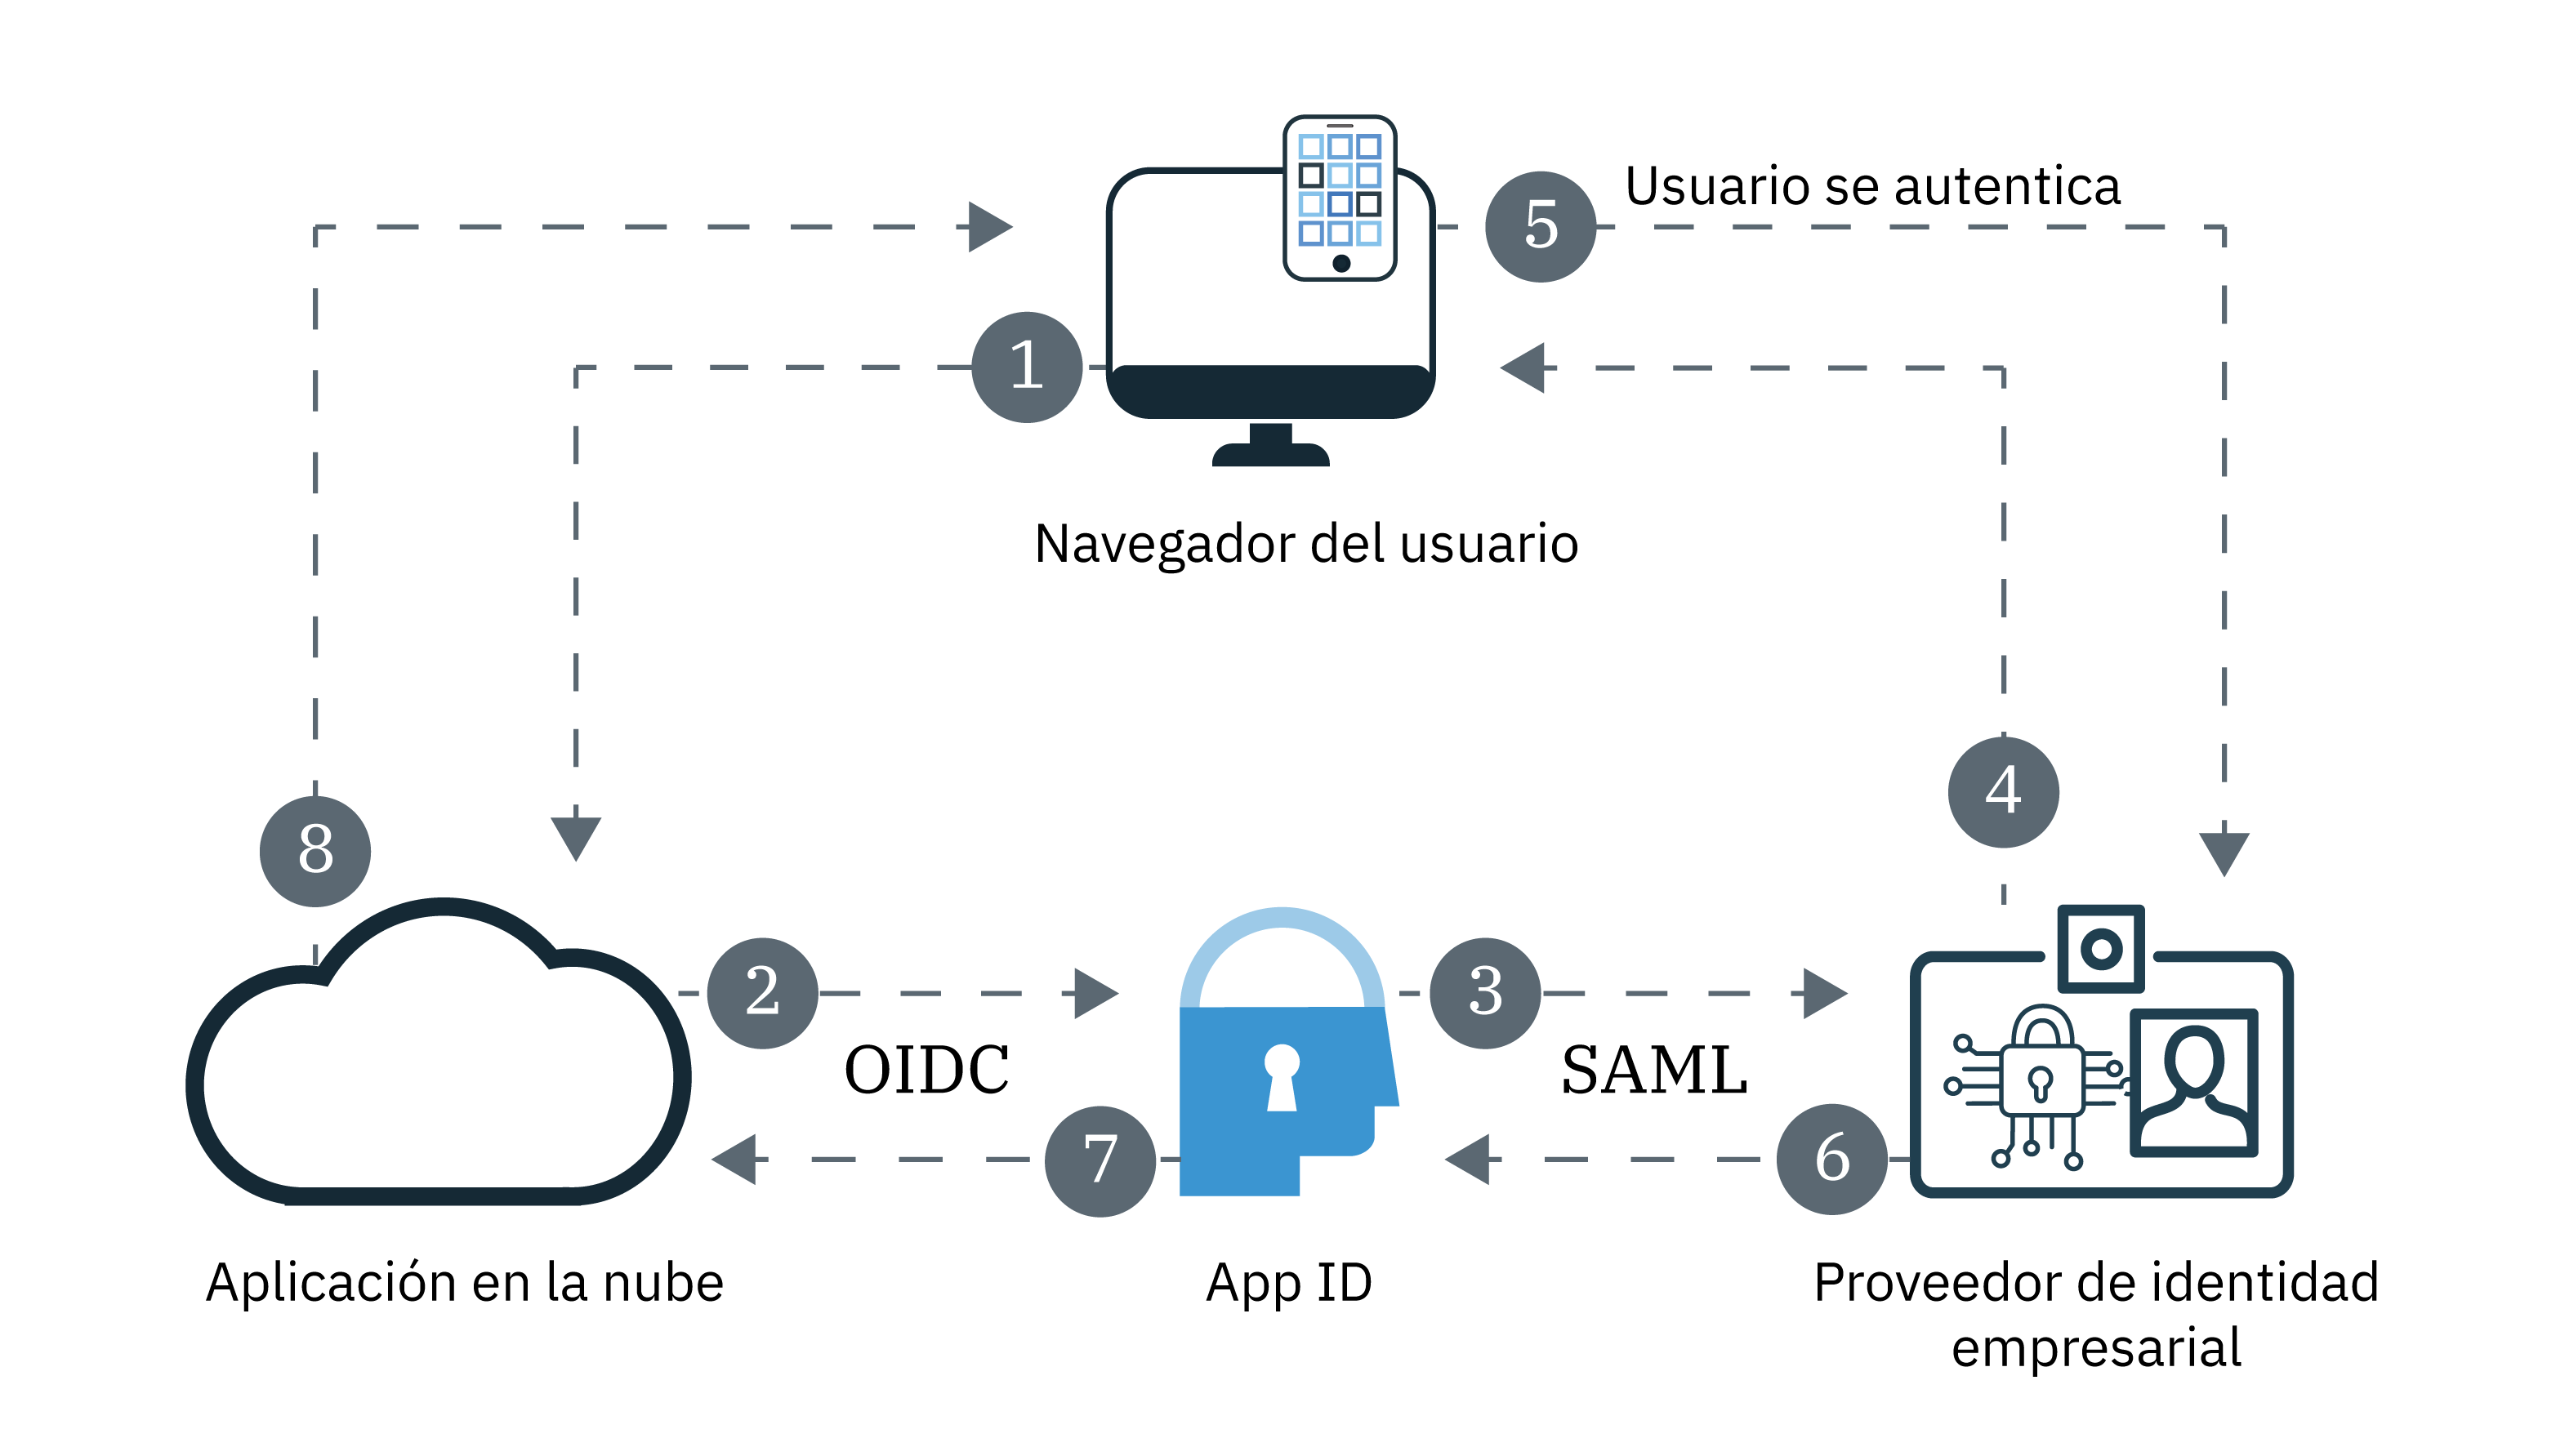 5
Usuario se autentica
1
Navegador del usuario
4
8
2
3
OIDC
SAML
7
6
Aplicación en la nube
App ID
Proveedor de identidad
empresarial